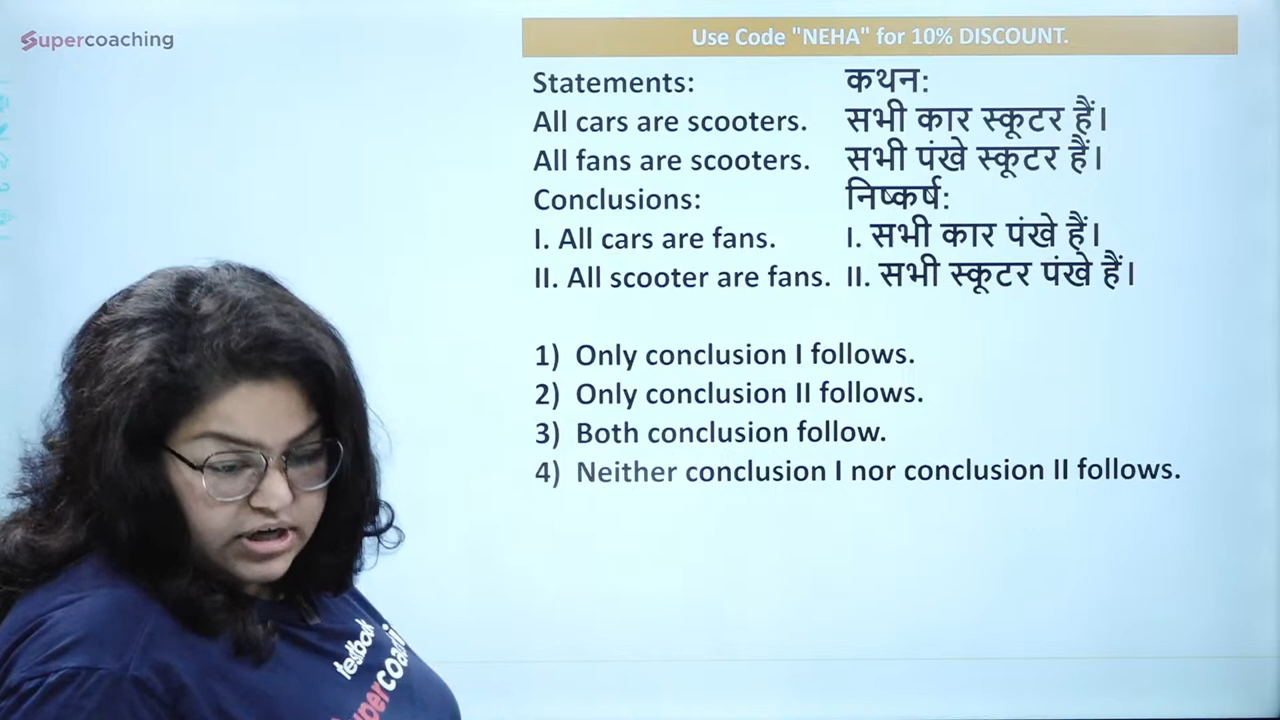 Supercoaching
Use Code "NEHA" for 10% DISCOUNT.
Statements:
All cars are scooters.
All fans are scooters.
Conclusions:
I. All cars are fans.
II. All scooter are fans.
कथन:
सभी कार स्कूटर हैं।
सभी पंखे स्कूटर हैं।
निष्कर्ष:
I. सभी कार पंखे हैं।
II. सभी स्कूटर पंखे हैं।
1) Only conclusion I follows.
2) Only conclusion II follows.
3) Both conclusion follow.
4) Neither conclusion I nor conclusion II follows.
testbook
supercoaching